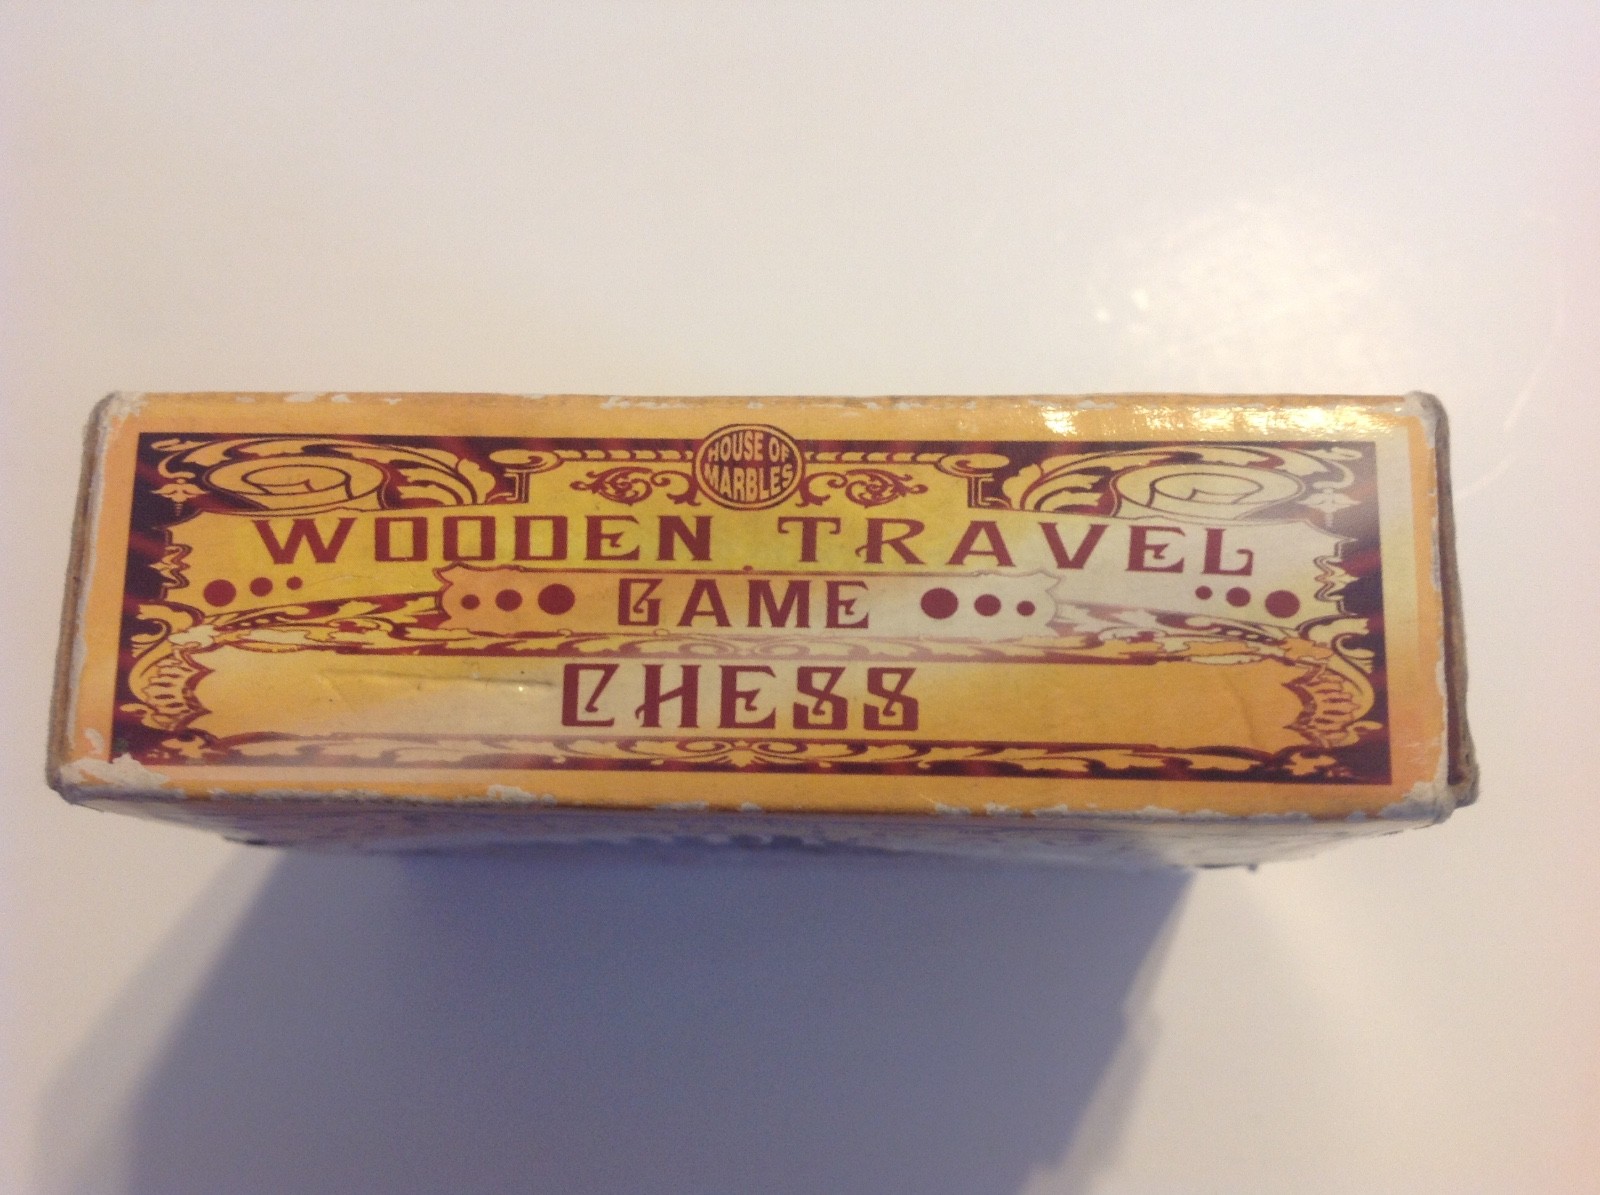 HOUSE OF
MARBLES
WOODEN TRAVEL
GAME
CHESS